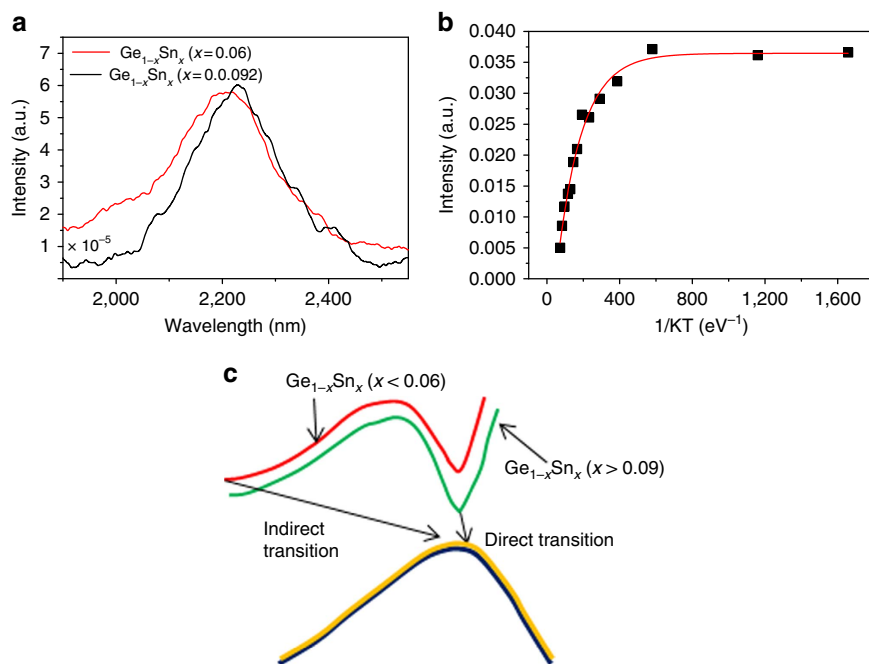 a
7
6
5
4
3
2
1
× 10⁻⁵
Intensity (a.u.)
Ge₁₋ₓSnₓ (x = 0.06)
Ge₁₋ₓSnₓ (x = 0.0.092)
2,000
2,200
2,400
Wavelength (nm)
b
0.040
0.035
0.030
0.025
0.020
0.015
0.010
0.005
0.000
Intensity (a.u.)
0
400
800
1,200
1,600
1/KT (eV⁻¹)
c
Ge₁₋ₓSnₓ (x < 0.06)
Ge₁₋ₓSnₓ (x > 0.09)
Indirect
transition
Direct transition